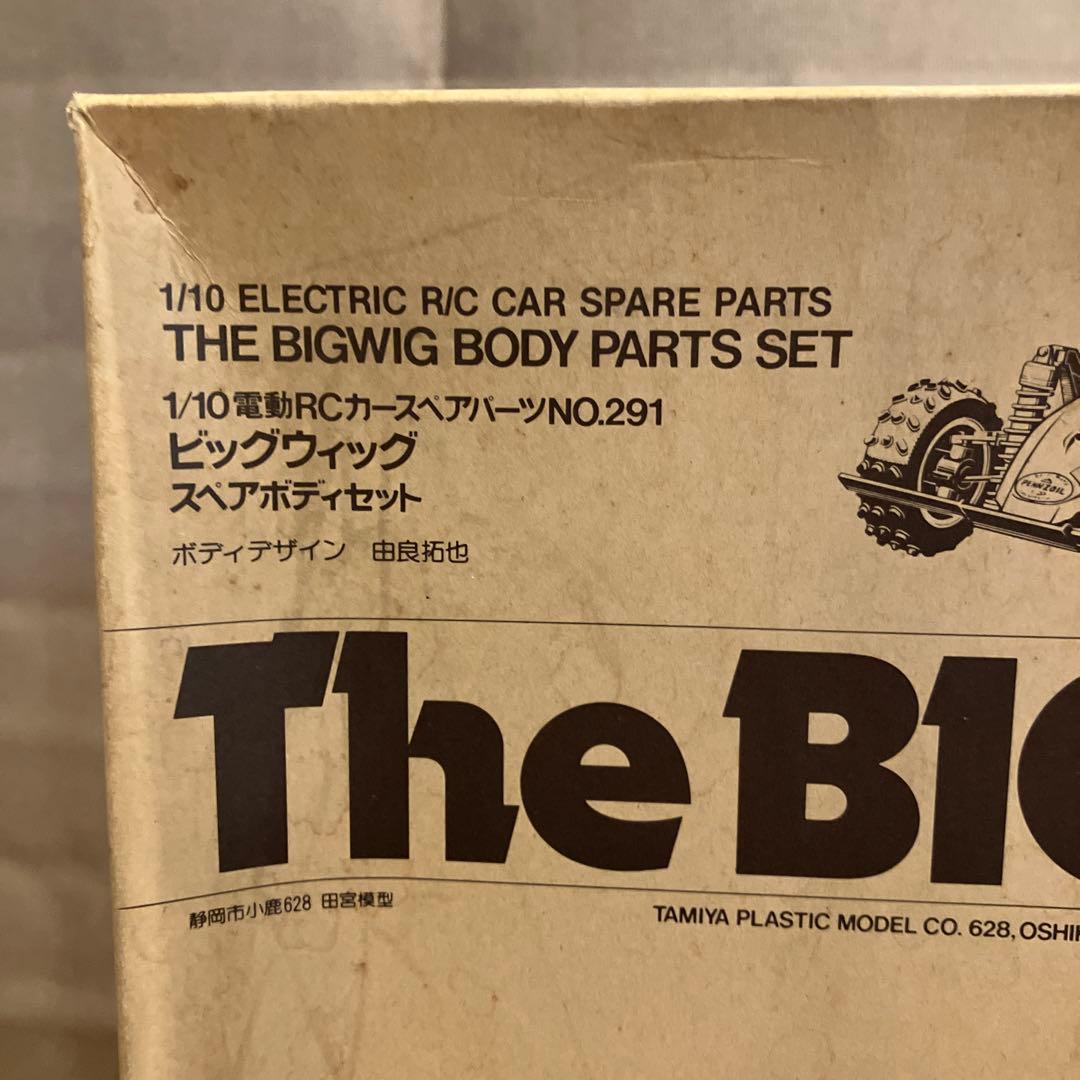 1/10 ELECTRIC R/C CAR SPARE PARTS
THE BIGWIG BODY PARTS SET
1/10電動RCカースペアパーツNO.291
ビッグウィッグ
スペアボディセット
ボディデザイン 由良拓也
PENNZOIL
The BI
静岡市小鹿628 田宮模型
TAMIYA PLASTIC MODEL CO. 628,